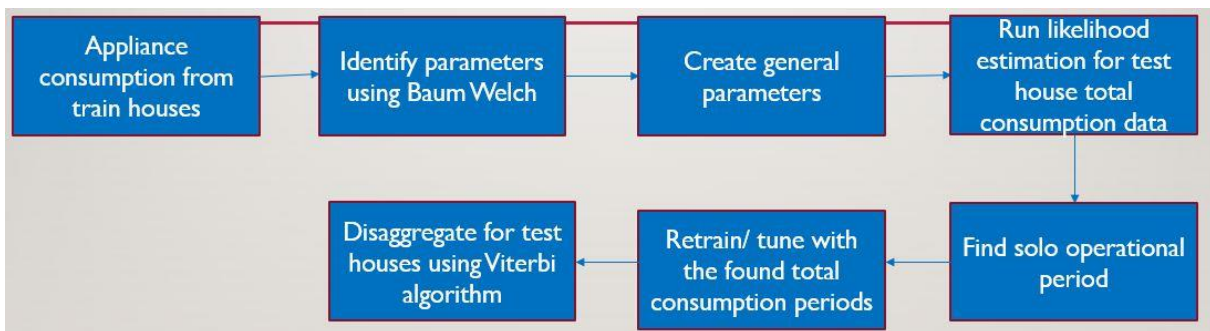 Appliance
consumption from
train houses
Identify parameters
using Baum Welch
Create general
parameters
Run likelihood
estimation for test
house total
consumption data
Find solo operational
period
Retrain/ tune with
the found total
consumption periods
Disaggregate for test
houses using Viterbi
algorithm